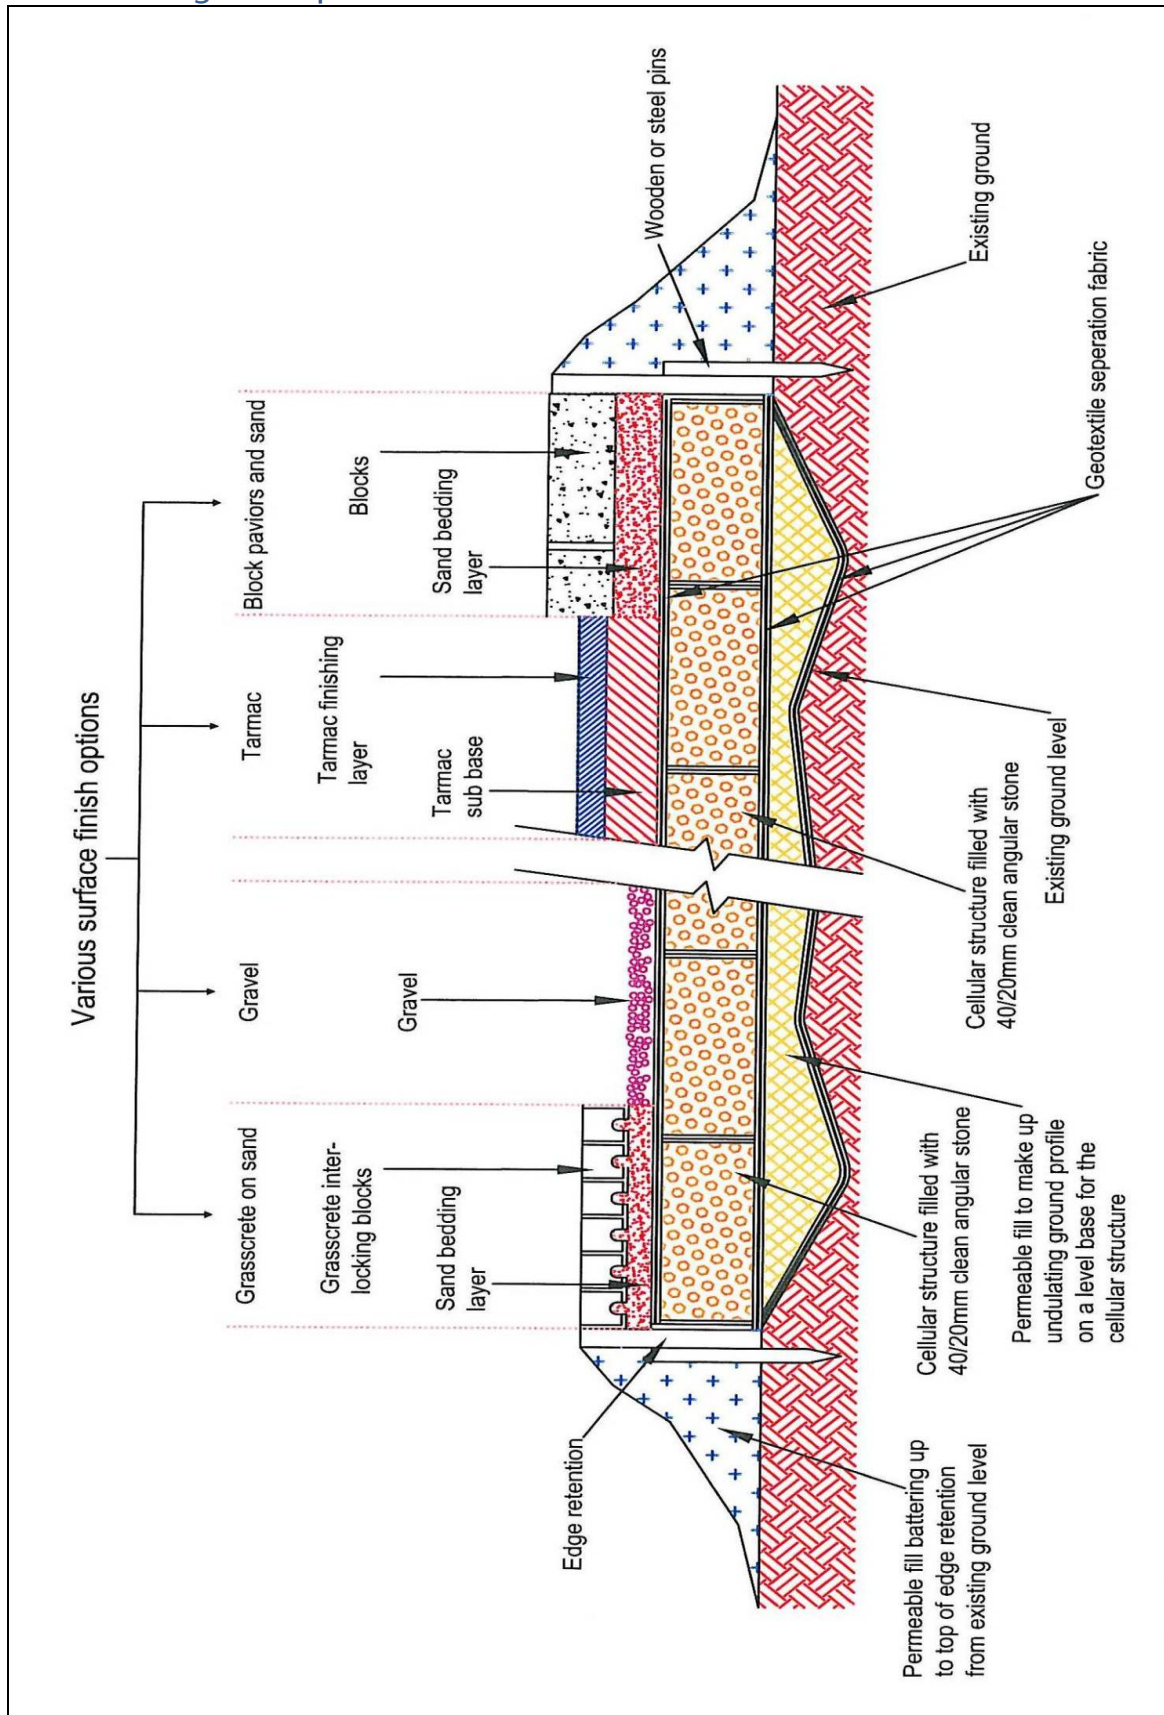 Various surface finish options
Grasscrete on sand
Gravel
Tarmac
Block paviors and sand
Grasscrete inter-
locking blocks
Sand bedding
layer
Gravel
Tarmac finishing
layer
Tarmac
sub base
Blocks
Sand bedding
layer
Edge retention
Wooden or steel pins
Permeable fill battering up
to top of edge retention
from existing ground level
Cellular structure filled with
40/20mm clean angular stone
Permeable fill to make up
undulating ground profile
on a level base for the
cellular structure
Cellular structure filled with
40/20mm clean angular stone
Existing ground level
Geotextile seperation fabric
Existing ground